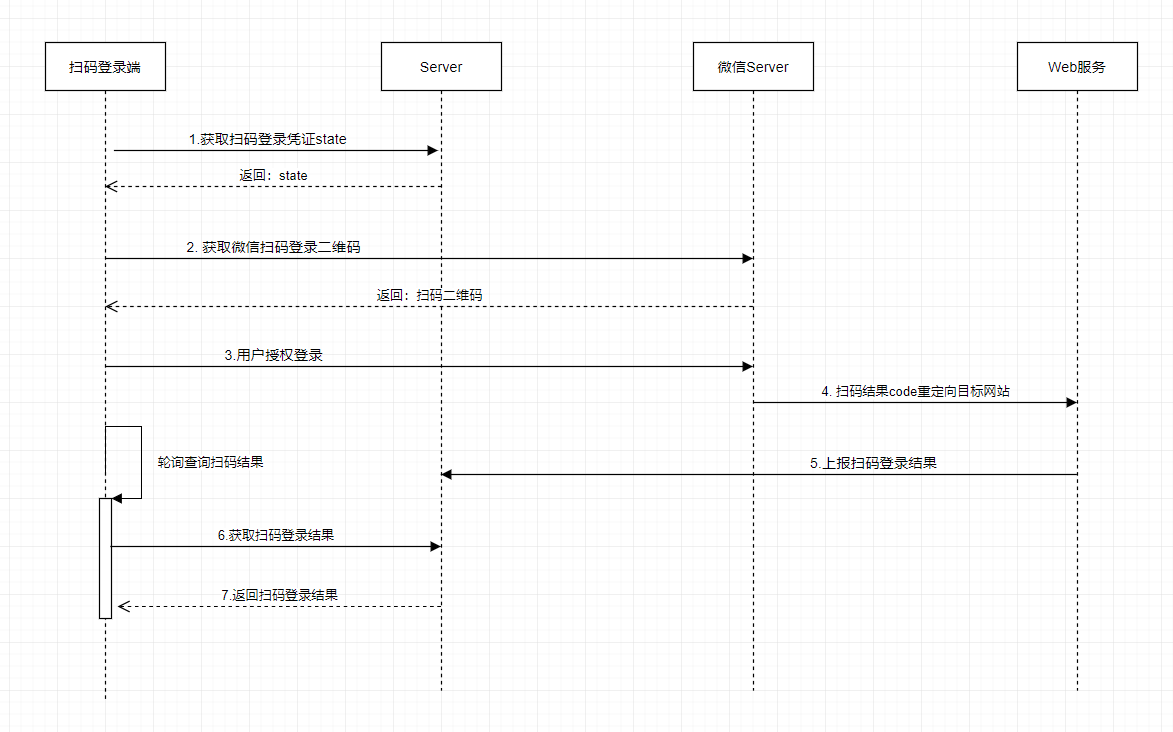 扫码登录端
Server
微信Server
Web服务
1.获取扫码登录凭证state
返回：state
2. 获取微信扫码登录二维码
返回：扫码二维码
3.用户授权登录
4. 扫码结果code重定向目标网站
轮询查询扫码结果
5.上报扫码登录结果
6.获取扫码登录结果
7.返回扫码登录结果